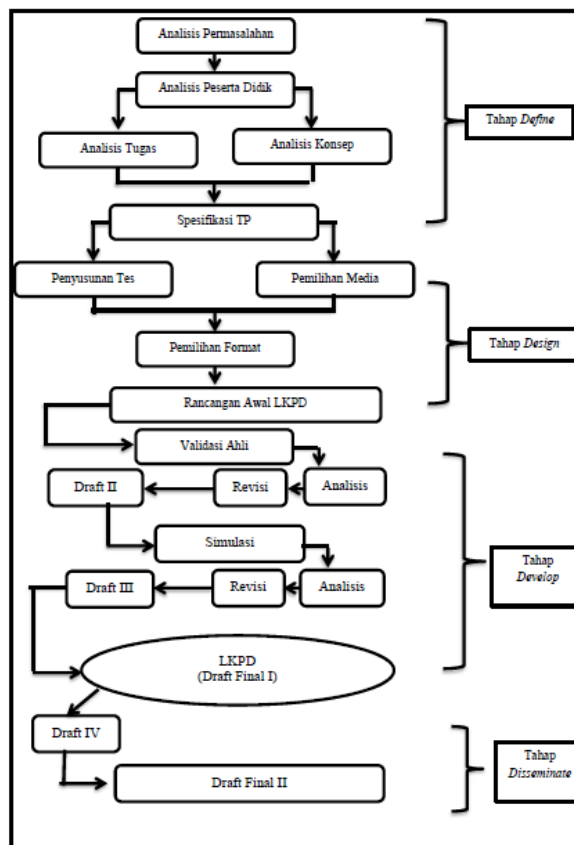 Analisis Permasalahan
Analisis Peserta Didik
Analisis Tugas
Analisis Konsep
Spesifikasi TP
Tahap Define
Penyusunan Tes
Pemilihan Media
Pemilihan Format
Rancangan Awal LKPD
Tahap Design
Validasi Ahli
Draft II
Revisi
Analisis
Simulasi
Draft III
Revisi
Analisis
LKPD
(Draft Final I)
Tahap
Develop
Draft IV
Draft Final II
Tahap
Disseminate